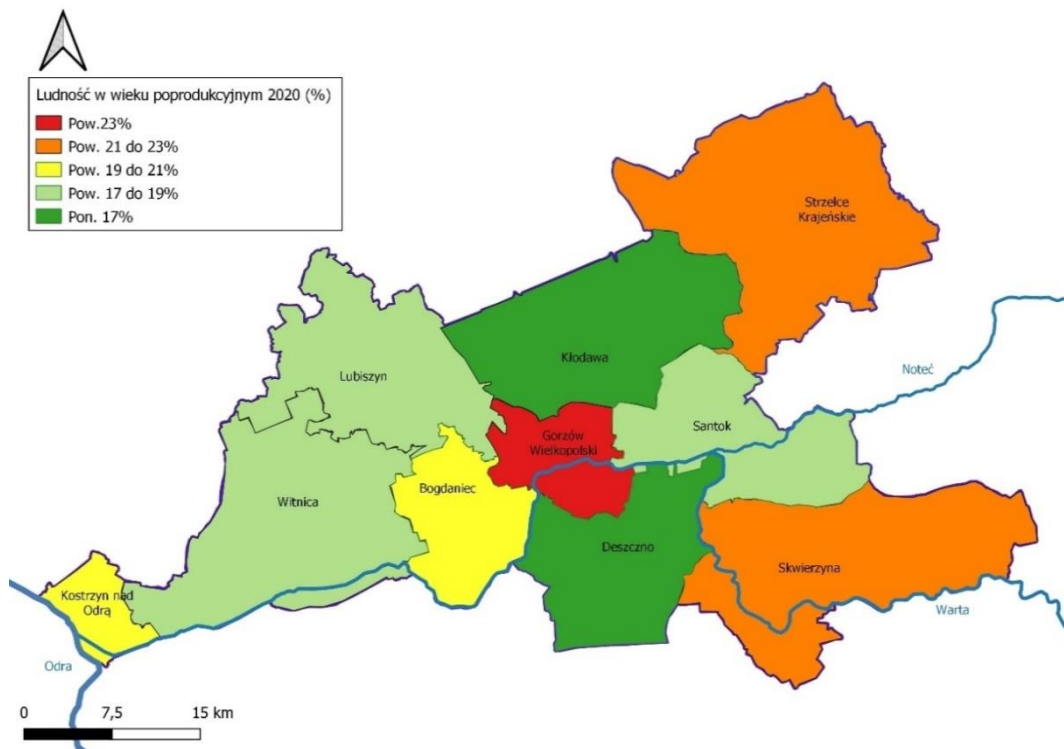 Ludność w wieku poprodukcyjnym 2020 (%)
Pow.23%
Pow. 21 do 23%
Pow. 19 do 21%
Pow. 17 do 19%
Pon. 17%
Strzelce
Krajeńskie
Kłodawa
Noteć
Lubiszyn
Santok
Gorzów
Wielkopolski
Bogdaniec
Witnica
Deszczno
Skwierzyna
Kostrzyn nad
Odrą
Warta
Odra
0 7,5 15 km